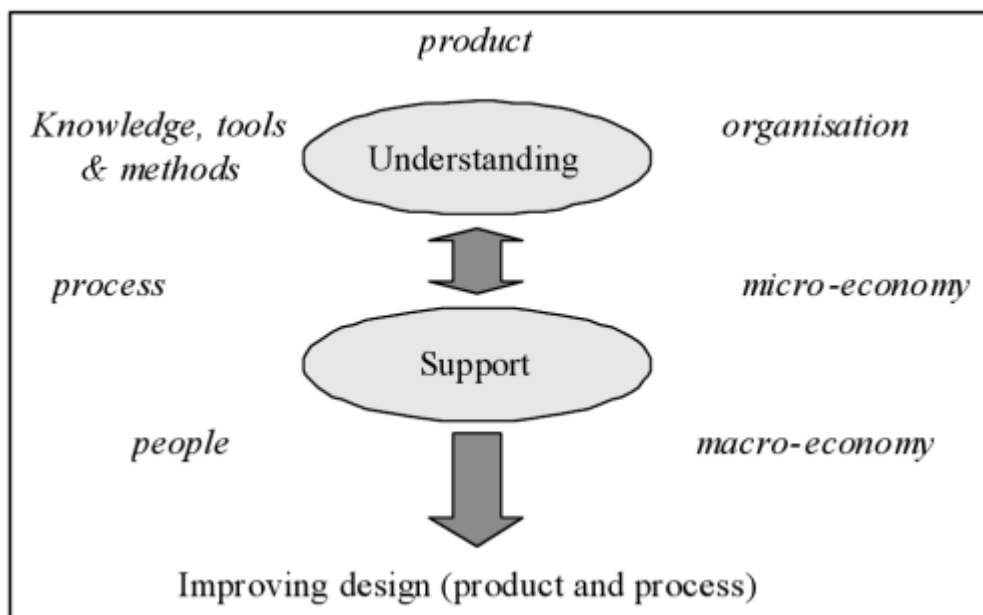 product
Knowledge, tools
& methods
Understanding
organisation
process
micro-economy
Support
people
macro-economy
Improving design (product and process)